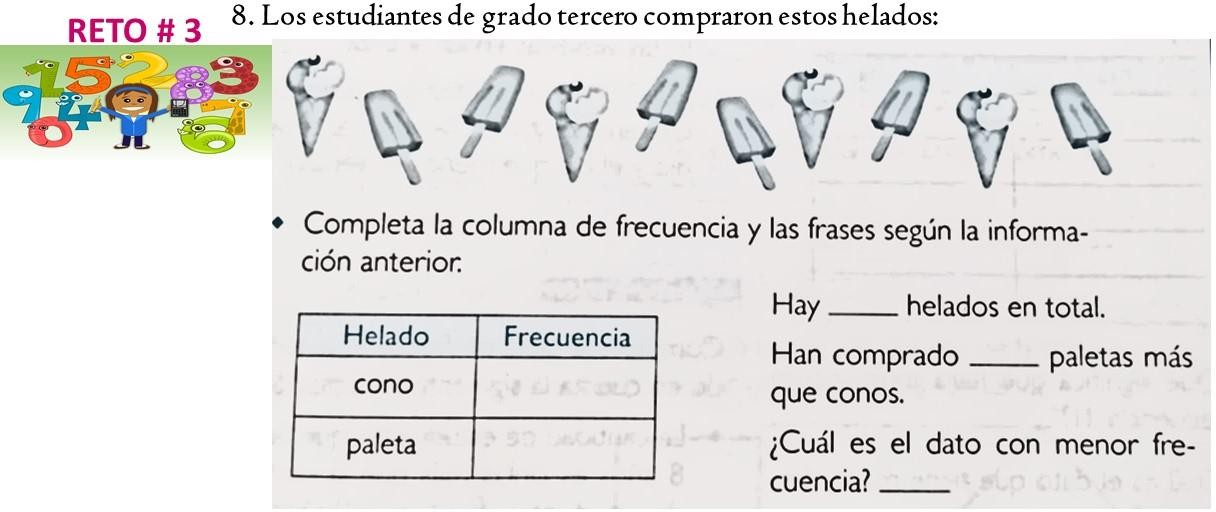 RETO # 3
8. Los estudiantes de grado tercero compraron estos helados:
Completa la columna de frecuencia y las frases según la informa-
ción anterior.
Helado Frecuencia
cono
paleta
Hay _____ helados en total.
Han comprado _____ paletas más
que conos.
¿Cuál es el dato con menor fre-
cuencia? _____